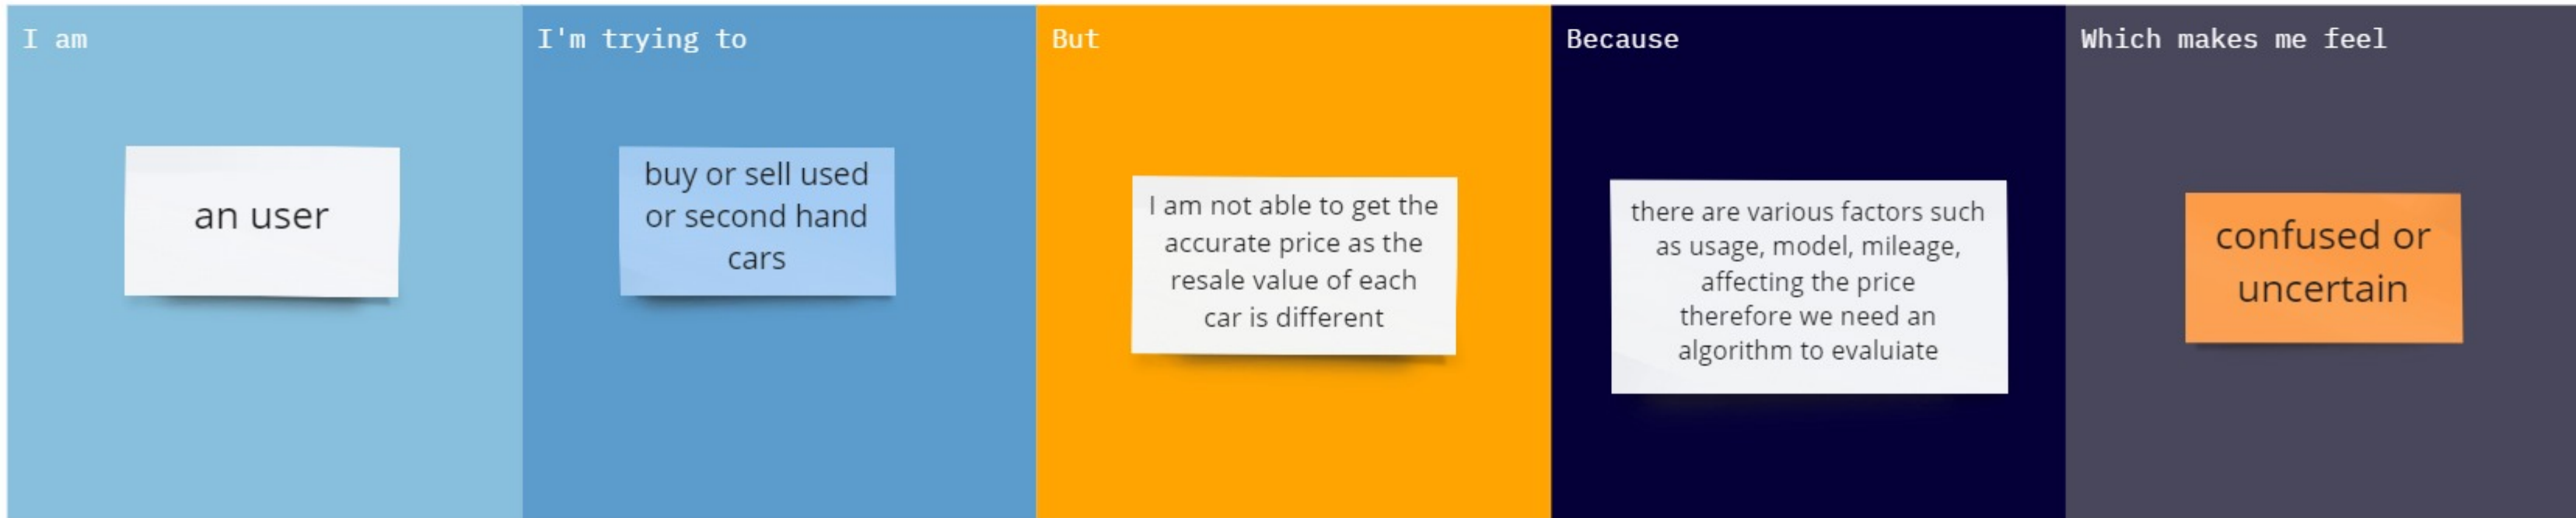 I am
an user
I'm trying to
buy or sell used
or second hand
cars
But
I am not able to get the
accurate price as the
resale value of each
car is different
Because
there are various factors such
as usage, model, mileage,
affecting the price
therefore we need an
algorithm to evaluiate
Which makes me feel
confused or
uncertain